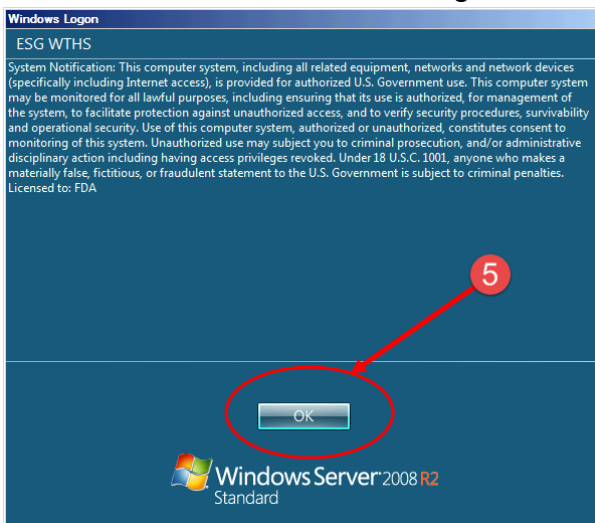 Windows Logon
ESG WTHS
System Notification: This computer system, including all related equipment, networks and network devices
(specifically including Internet access), is provided for authorized U.S. Government use. This computer system
may be monitored for all lawful purposes, including ensuring that its use is authorized, for management of
the system, to facilitate protection against unauthorized access, and to verify security procedures, survivability
and operational security. Use of this computer system, authorized or unauthorized, constitutes consent to
monitoring of this system. Unauthorized use may subject you to criminal prosecution, and/or administrative
disciplinary action including having access privileges revoked. Under 18 U.S.C. 1001, anyone who makes a
materially false, fictitious, or fraudulent statement to the U.S. Government is subject to criminal penalties.
Licensed to: FDA
5
OK
Windows Server 2008 R2
Standard